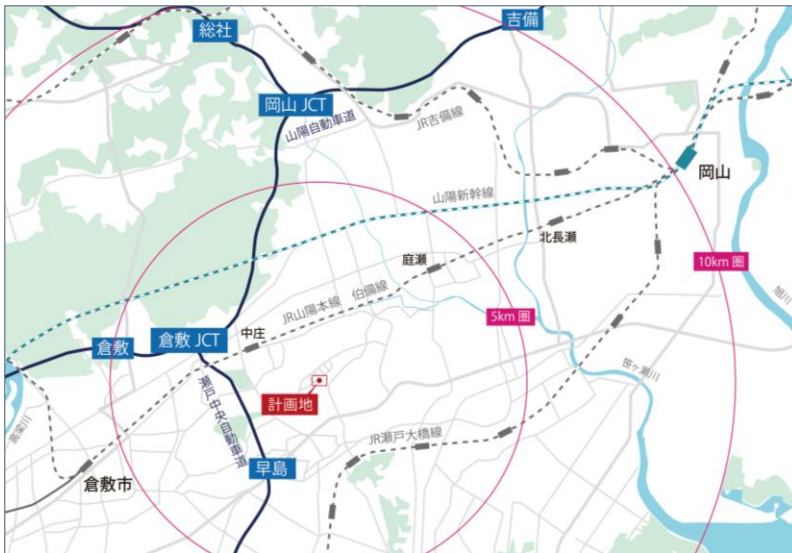 総社
吉備
岡山 JCT
山陽自動車道
JR吉備線
岡山
山陽新幹線
北長瀬
庭瀬
10km 圏
旭川
JR山陽本線 伯備線
5km 圏
倉敷
倉敷 JCT
中庄
笹ヶ瀬川
計画地
瀬戸中央自動車道
高梁川
JR瀬戸大橋線
早島
倉敷市